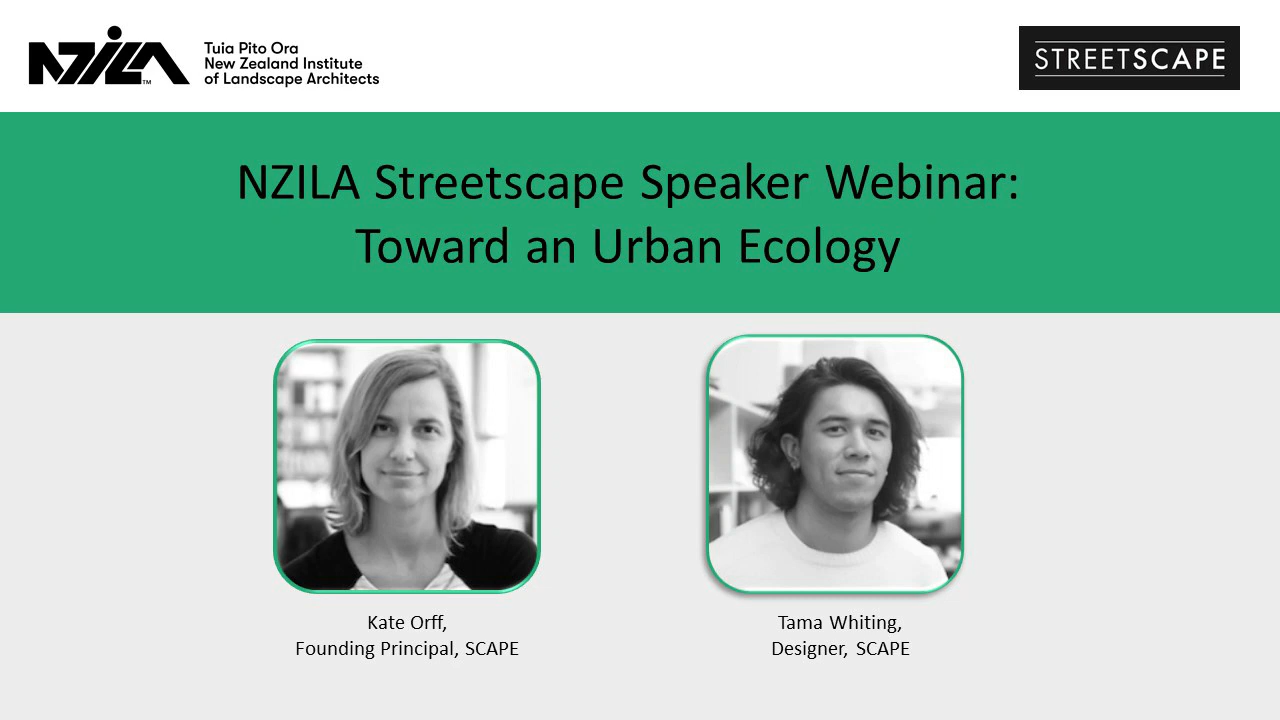 NZILA
TM
Tuia Pito Ora
New Zealand Institute
of Landscape Architects
STREETSCAPE
NZILA Streetscape Speaker Webinar:
Toward an Urban Ecology
Kate Orff,
Founding Principal, SCAPE
Tama Whiting,
Designer, SCAPE